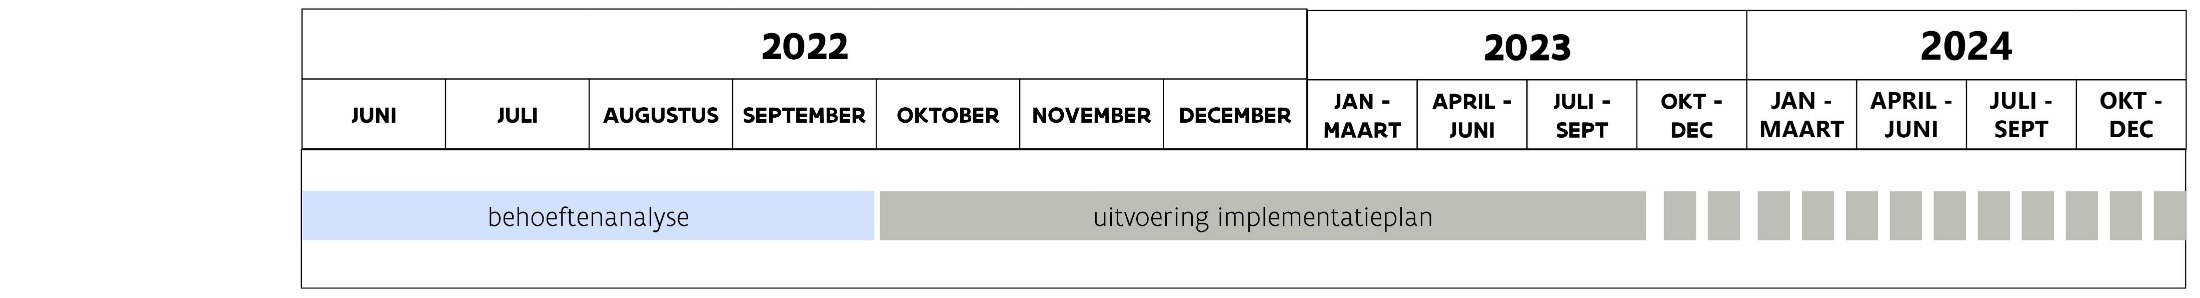 2022 2023 2024
JUNI JULI AUGUSTUS SEPTEMBER OKTOBER NOVEMBER DECEMBER JAN - APRIL - JULI - OKT - JAN - APRIL - JULI - OKT -
MAART JUNI SEPT DEC MAART JUNI SEPT DEC
behoeftenanalyse uitvoering implementatieplan